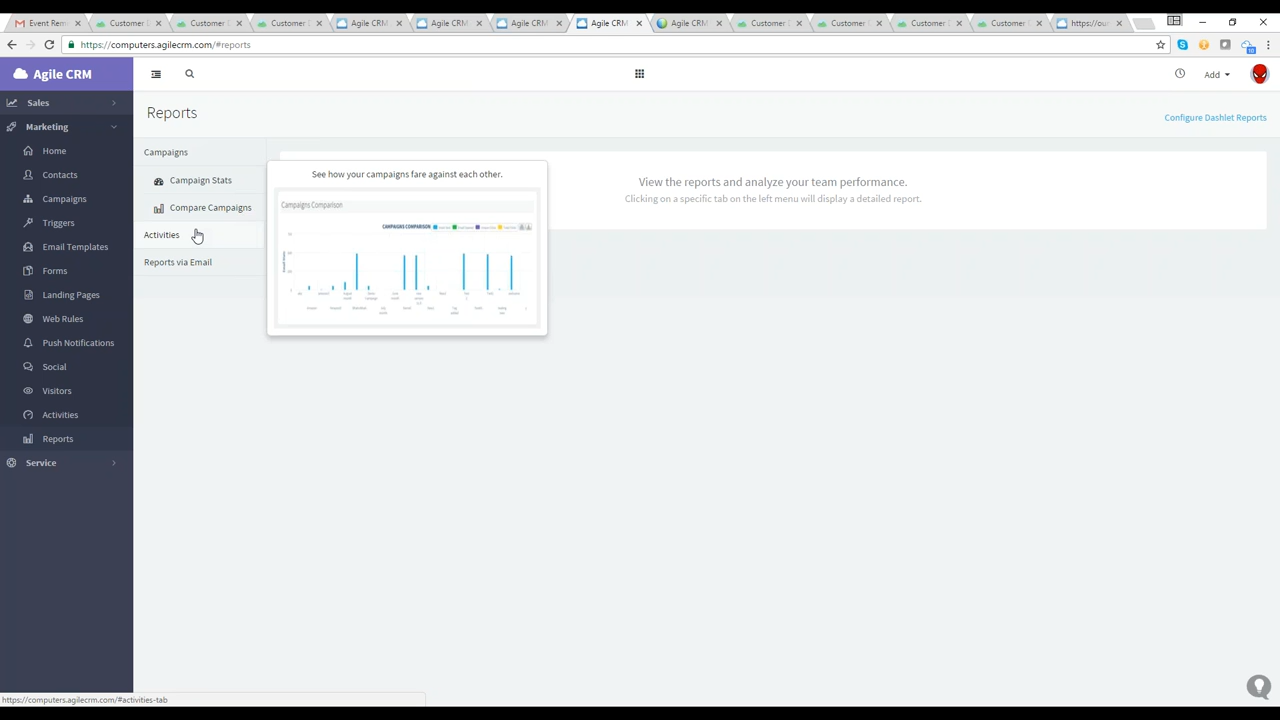 Event Rem
Customer
Customer
Customer
Agile CRM
Agile CRM
Agile CRM
Agile CRM
Agile CRM
Customer
Customer
Customer
Customer
https://ou
https://computers.agilecrm.com/#reports
Agile CRM
Add
Sales
Reports
Configure Dashlet Reports
Marketing
Home
Contacts
Campaigns
Triggers
Email Templates
Forms
Landing Pages
Web Rules
Push Notifications
Social
Visitors
Activities
Reports
Service
Campaigns
Campaign Stats
Compare Campaigns
Activities
Reports via Email
See how your campaigns fare against each other.
Campaigns Comparison
CAMPAIGNS COMPARISON
View the reports and analyze your team performance.
Clicking on a specific tab on the left menu will display a detailed report.
https://computers.agilecrm.com/#activities-tab